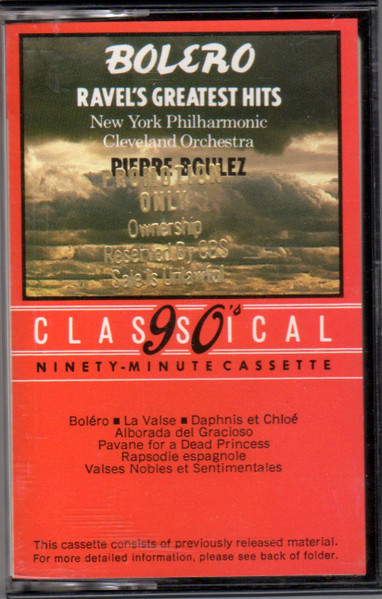 BOLERO
RAVEL'S GREATEST HITS
New York Philharmonic
Cleveland Orchestra
PIERRE BOULEZ
PROMOTION
ONLY
Ownership
Reserved By CBS
Sale Is Unlawful
CLASSICAL
90's
NINETY-MINUTE CASSETTE
Boléro ■ La Valse ■ Daphnis et Chloé
Alborada del Gracioso
Pavane for a Dead Princess
Rapsodie espagnole
Valses Nobles et Sentimentales
This cassette consists of previously released material.
For more detailed information, please see back of folder.